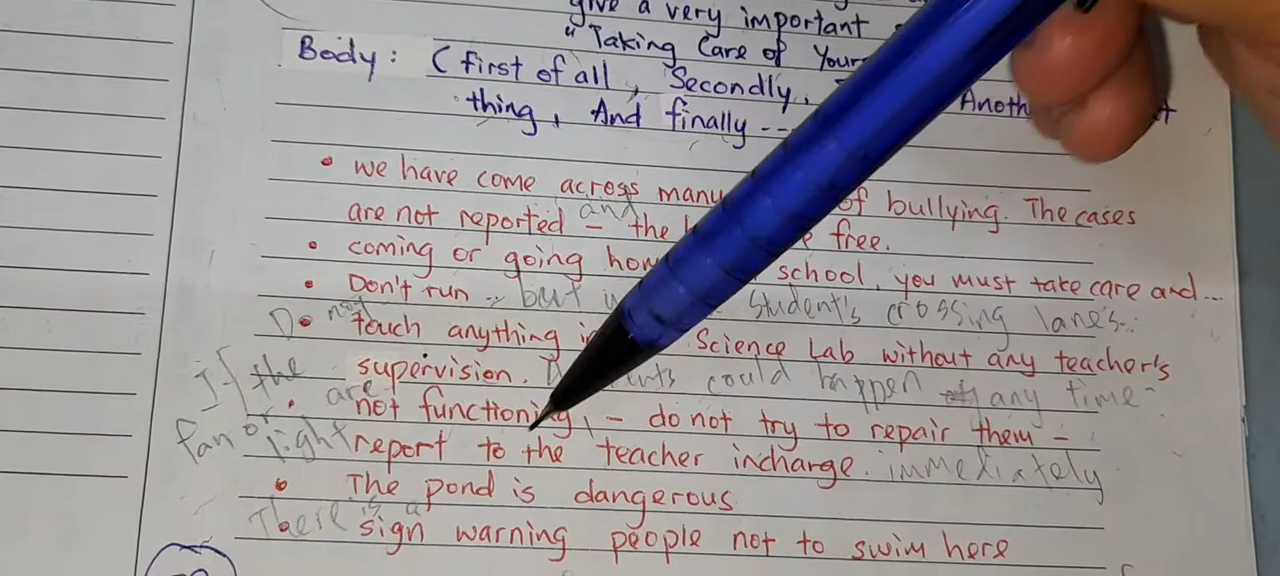 give a very important
" Taking Care of
Body: (first of all, Secondly,
thing, And finally ---
• we have come across many of bullying. The cases
are not reported – and the free.
• coming or going school, you must take care and...
• Don't run but student's crossing lanes.
Do not touch anything Science Lab without any teacher's
supervision. could happen any time
If the fan or light are not functioning, – do not try to repair them –
report to the teacher incharge. immediately
• The pond is dangerous
There is a sign warning people not to swim here